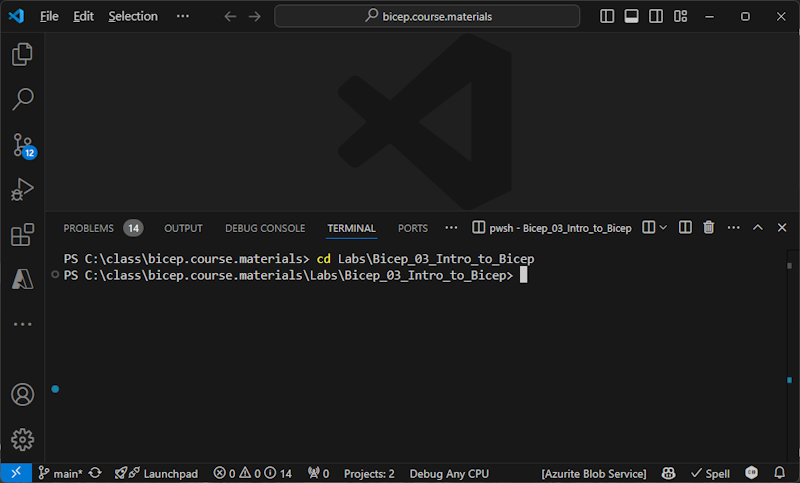 File Edit Selection ··· bicep.course.materials
12
PROBLEMS 14 OUTPUT DEBUG CONSOLE TERMINAL PORTS ··· pwsh - Bicep_03_Intro_to_Bicep ···
PS C:\class\bicep.course.materials> cd Labs\Bicep_03_Intro_to_Bicep
PS C:\class\bicep.course.materials\Labs\Bicep_03_Intro_to_Bicep>
main* Launchpad 0 0 14 0 Projects: 2 Debug Any CPU [Azurite Blob Service] Spell